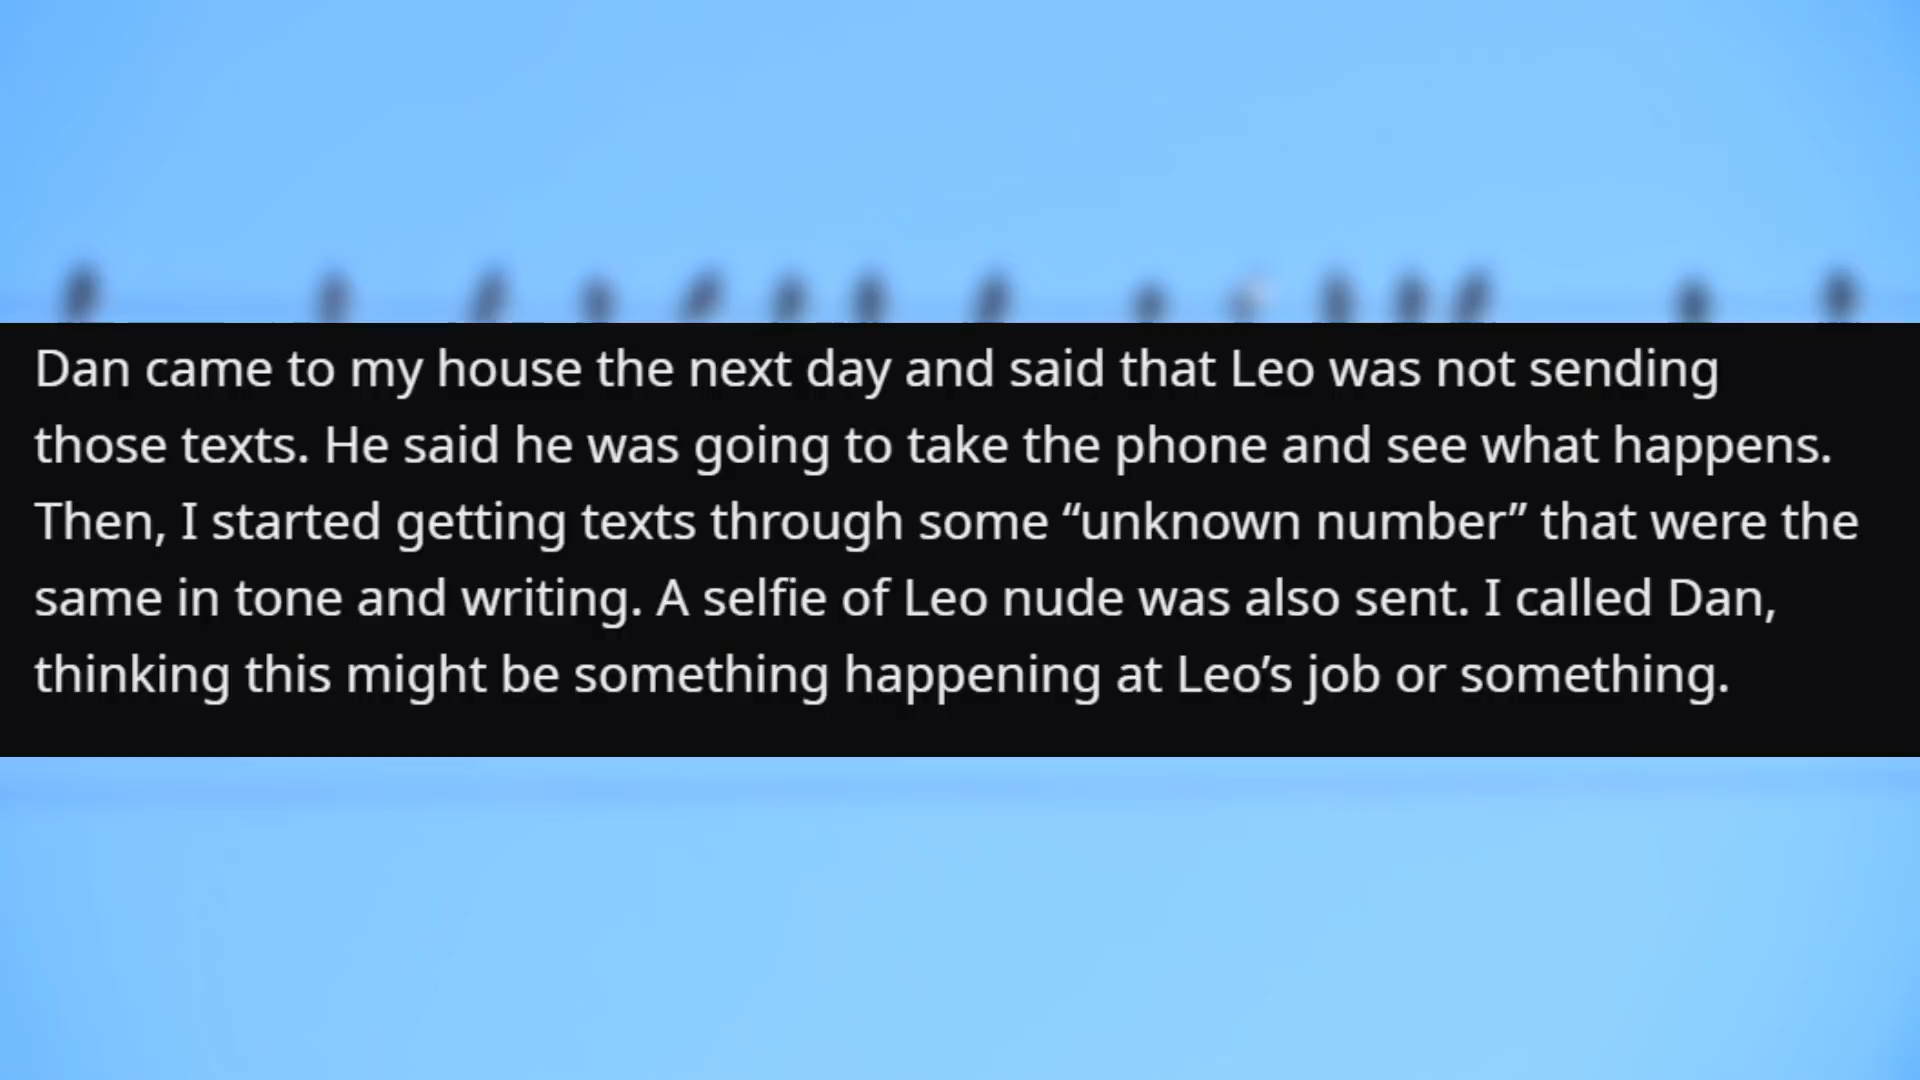 Dan came to my house the next day and said that Leo was not sending
those texts. He said he was going to take the phone and see what happens.
Then, I started getting texts through some “unknown number” that were the
same in tone and writing. A selfie of Leo nude was also sent. I called Dan,
thinking this might be something happening at Leo’s job or something.